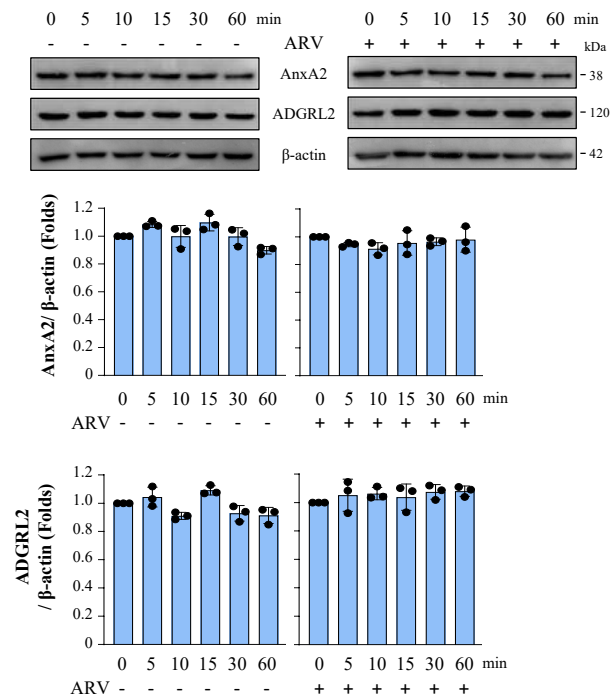 0 5 10 15 30 60 min 0 5 10 15 30 60
- - - - - - ARV + + + + + + kDa
AnxA2 - 38
ADGRL2 - 120
β-actin - 42
AnxA2/ β-actin (Folds)
1.2
1.0
0.8
0.6
0.4
0.2
0
0 5 10 15 30 60 0 5 10 15 30 60 min
ARV - - - - - - + + + + + +
ADGRL2
/ β-actin (Folds)
1.2
1.0
0.8
0.6
0.4
0.2
0
0 5 10 15 30 60 0 5 10 15 30 60 min
ARV - - - - - - + + + + + +